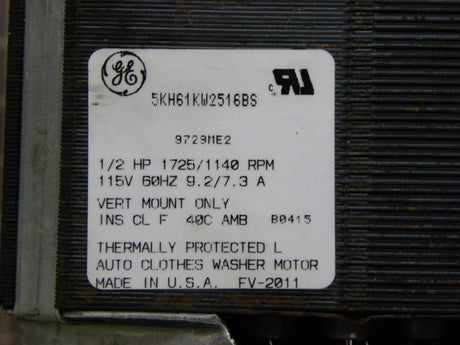 GE
5KH61KW2516BS
9729ME2
1/2 HP 1725/1140 RPM
115V 60HZ 9.2/7.3 A
VERT MOUNT ONLY
INS CL F 40C AMB B0415
THERMALLY PROTECTED L
AUTO CLOTHES WASHER MOTOR
MADE IN U.S.A. FV-2011